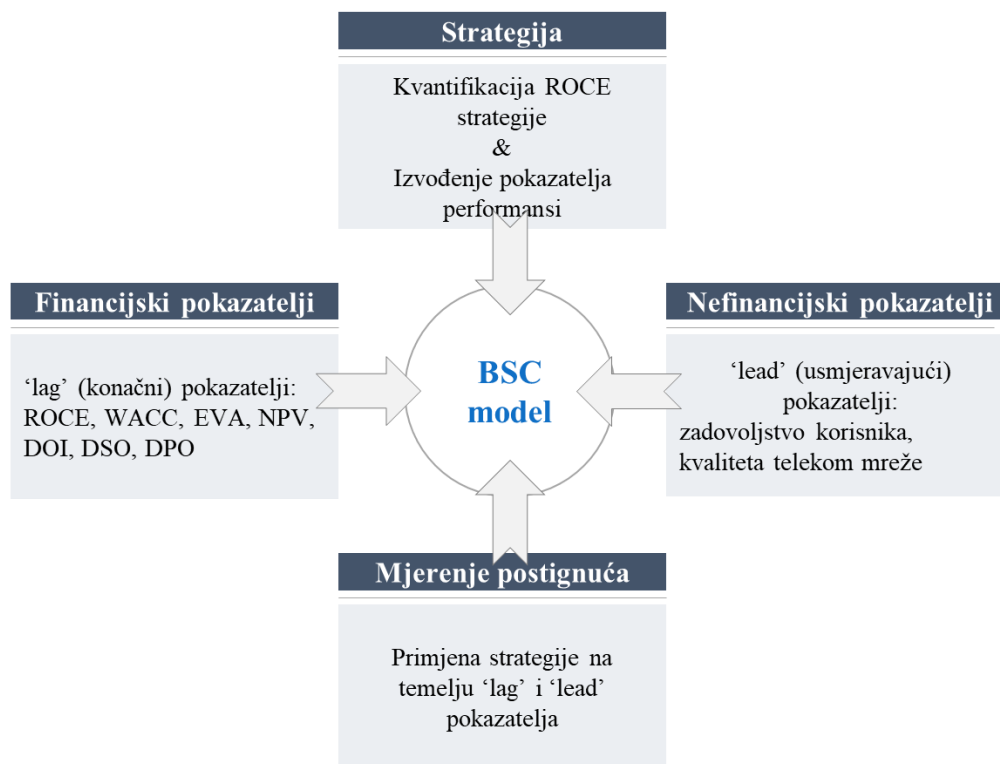 Strategija
Kvantifikacija ROCE
strategije
&
Izvođenje pokazatelja
performansi
Financijski pokazatelji
‘lag’ (konačni) pokazatelji:
ROCE, WACC, EVA, NPV,
DOI, DSO, DPO
BSC
model
Nefinancijski pokazatelji
‘lead’ (usmjeravajući)
pokazatelji:
zadovoljstvo korisnika,
kvaliteta telekom mreže
Mjerenje postignuća
Primjena strategije na
temelju ‘lag’ i ‘lead’
pokazatelja